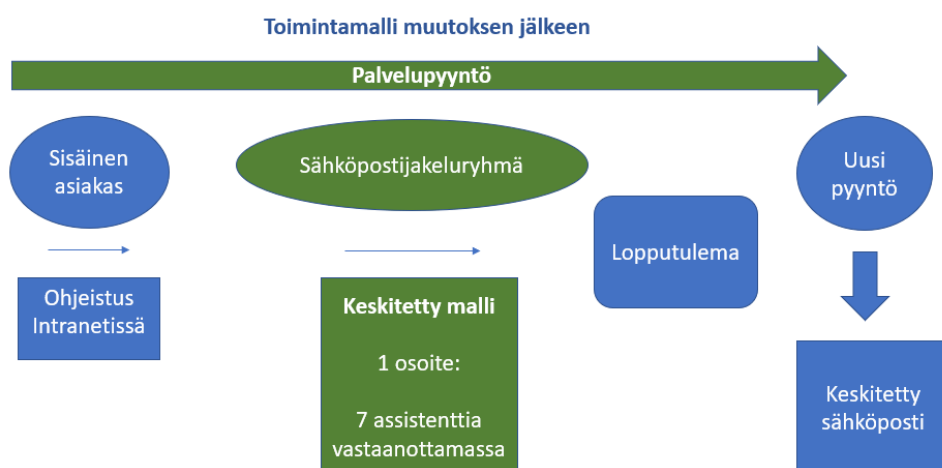 Toimintamalli muutoksen jälkeen
Palvelupyyntö
Sisäinen
asiakas
Sähköpostijakeluryhmä
Uusi
pyyntö
Lopputulema
Ohjeistus
Intranetissä
Keskitetty malli
1 osoite:
7 assistenttia
vastaanottamassa
Keskitetty
sähköposti